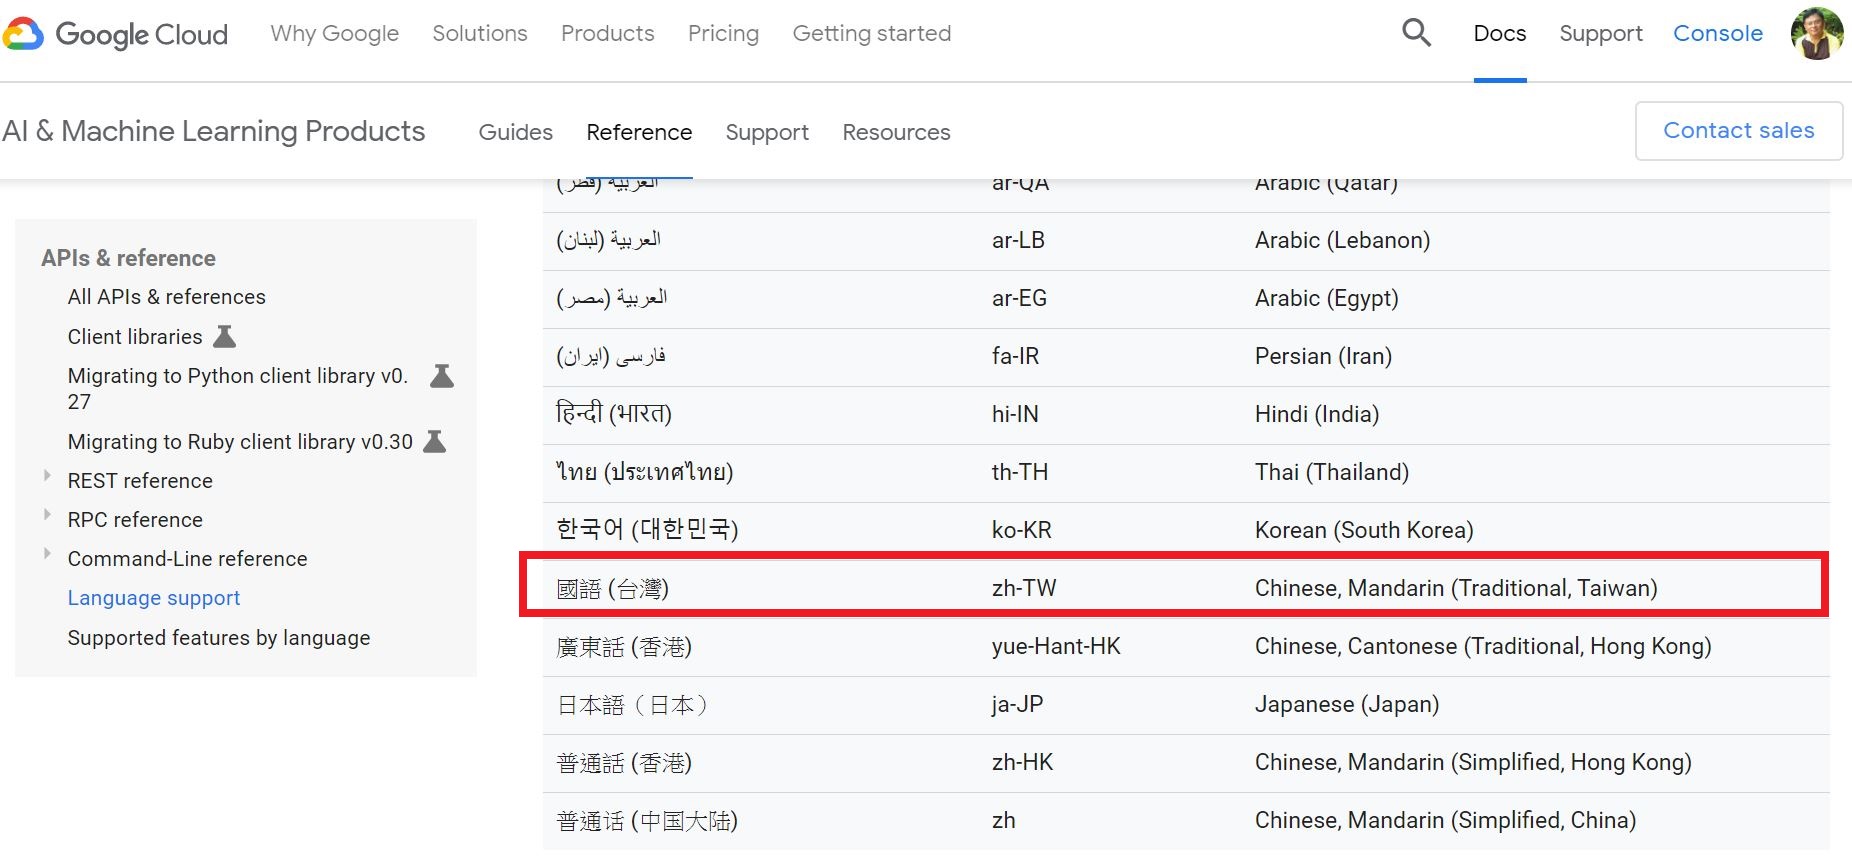 Google Cloud Why Google Solutions Products Pricing Getting started Docs Support Console
AI & Machine Learning Products Guides Reference Support Resources Contact sales
العربية (قطر) ar-QA Arabic (Qatar)
APIs & reference
All APIs & references
Client libraries
Migrating to Python client library v0.
27
Migrating to Ruby client library v0.30
REST reference
RPC reference
Command-Line reference
Language support
Supported features by language
العربية (لبنان) ar-LB Arabic (Lebanon)
العربية (مصر) ar-EG Arabic (Egypt)
فارسی (ایران) fa-IR Persian (Iran)
हिन्दी (भारत) hi-IN Hindi (India)
ไทย (ประเทศไทย) th-TH Thai (Thailand)
한국어 (대한민국) ko-KR Korean (South Korea)
國語 (台灣) zh-TW Chinese, Mandarin (Traditional, Taiwan)
廣東話 (香港) yue-Hant-HK Chinese, Cantonese (Traditional, Hong Kong)
日本語（日本） ja-JP Japanese (Japan)
普通話 (香港) zh-HK Chinese, Mandarin (Simplified, Hong Kong)
普通话 (中国大陆) zh Chinese, Mandarin (Simplified, China)